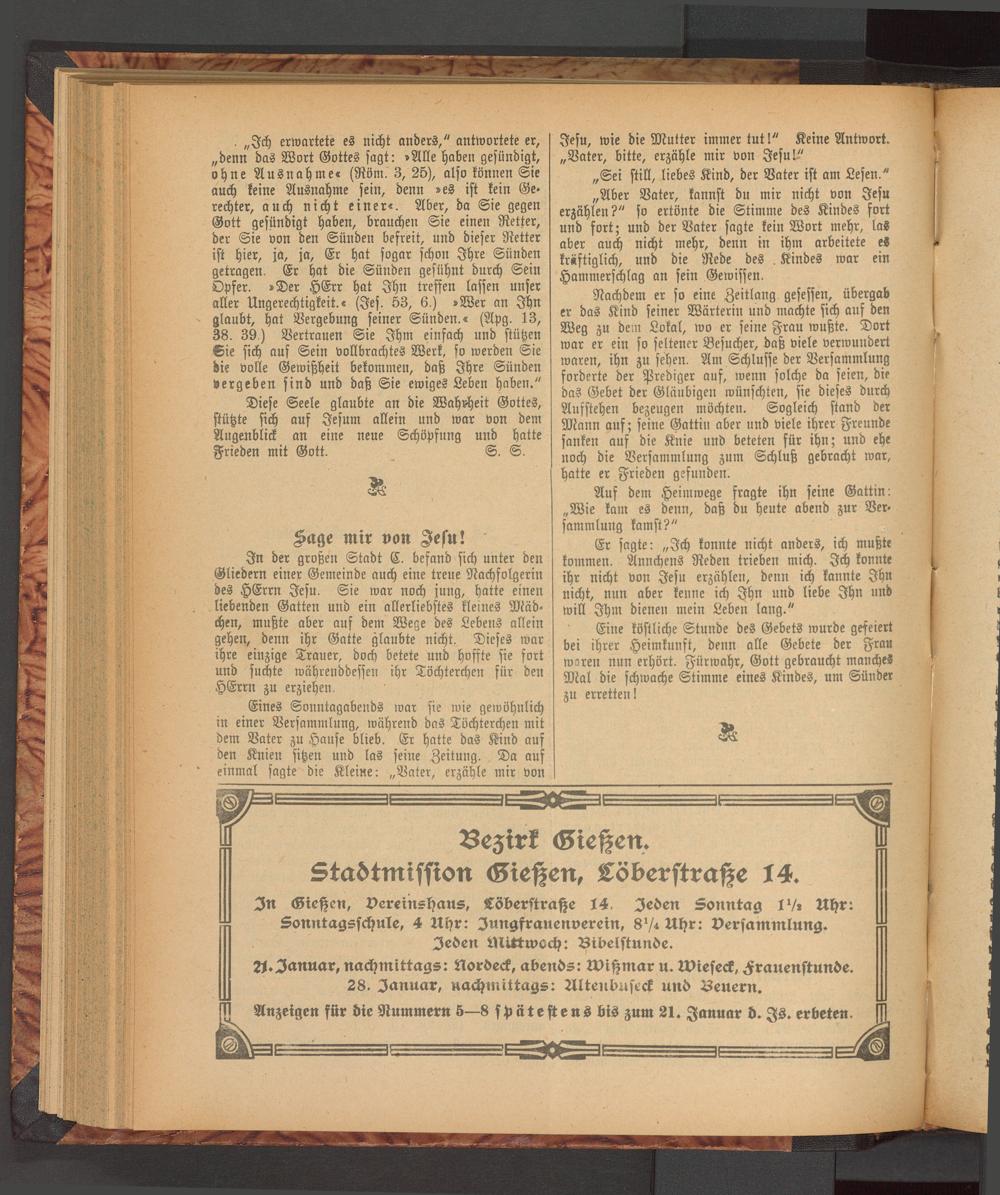 „Ich erwartete es nicht anders,“ antwortete er,
„denn das Wort Gottes sagt: »Alle haben gesündigt,
ohne Ausnahme« (Röm. 3, 25), also können Sie
auch keine Ausnahme sein, denn »es ist kein Ge-
rechter, auch nicht einer«. Aber, da Sie gegen
Gott gesündigt haben, brauchen Sie einen Retter,
der Sie von den Sünden befreit, und dieser Retter
ist hier, ja, ja, Er hat sogar schon Ihre Sünden
getragen. Er hat die Sünden gesühnt durch Sein
Opfer. »Der HErr hat Ihn treffen lassen unser
aller Ungerechtigkeit.« (Jes. 53, 6.) »Wer an Ihn
glaubt, hat Vergebung seiner Sünden.« (Apg. 13,
38. 39.) Vertrauen Sie Ihm einfach und stützen
Sie sich auf Sein vollbrachtes Werk, so werden Sie
die volle Gewißheit bekommen, daß Ihre Sünden
vergeben sind und daß Sie ewiges Leben haben.“
Diese Seele glaubte an die Wahrheit Gottes,
stützte sich auf Jesum allein und war von dem
Augenblick an eine neue Schöpfung und hatte
Frieden mit Gott. S. S.
Sage mir von Jesu!
In der großen Stadt C. befand sich unter den
Gliedern einer Gemeinde auch eine treue Nachfolgerin
des HErrn Jesu. Sie war noch jung, hatte einen
liebenden Gatten und ein allerliebstes kleines Mäd-
chen, mußte aber auf dem Wege des Lebens allein
gehen, denn ihr Gatte glaubte nicht. Dieses war
ihre einzige Trauer, doch betete und hoffte sie fort
und suchte währenddessen ihr Töchterchen für den
HErrn zu erziehen.
Eines Sonntagabends war sie wie gewöhnlich
in einer Versammlung, während das Töchterchen mit
dem Vater zu Hause blieb. Er hatte das Kind auf
den Knien sitzen und las seine Zeitung. Da auf
einmal sagte die Kleine: „Vater, erzähle mir von
Jesu, wie die Mutter immer tut!“ Keine Antwort.
„Vater, bitte, erzähle mir von Jesu!“
„Sei still, liebes Kind, der Vater ist am Lesen.“
„Aber Vater, kannst du mir nicht von Jesu
erzählen?“ so ertönte die Stimme des Kindes fort
und fort; und der Vater sagte kein Wort mehr, las
aber auch nicht mehr, denn in ihm arbeitete es
kräftiglich, und die Rede des Kindes war ein
Hammerschlag an sein Gewissen.
Nachdem er so eine Zeitlang gesessen, übergab
er das Kind seiner Wärterin und machte sich auf den
Weg zu dem Lokal, wo er seine Frau wußte. Dort
war er ein so seltener Besucher, daß viele verwundert
waren, ihn zu sehen. Am Schlusse der Versammlung
forderte der Prediger auf, wenn solche da seien, die
das Gebet der Gläubigen wünschten, sie dieses durch
Aufstehen bezeugen möchten. Sogleich stand der
Mann auf; seine Gattin aber und viele ihrer Freunde
sanken auf die Knie und beteten für ihn; und ehe
noch die Versammlung zum Schluß gebracht war,
hatte er Frieden gefunden.
Auf dem Heimwege fragte ihn seine Gattin:
„Wie kam es denn, daß du heute abend zur Ver-
sammlung kamst?“
Er sagte: „Ich konnte nicht anders, ich mußte
kommen. Annchens Reden trieben mich. Ich konnte
ihr nicht von Jesu erzählen, denn ich kannte Ihn
nicht, nun aber kenne ich Ihn und liebe Ihn und
will Ihm dienen mein Leben lang.“
Eine köstliche Stunde des Gebets wurde gefeiert
bei ihrer Heimkunft, denn alle Gebete der Frau
waren nun erhört. Fürwahr, Gott gebraucht manches
Mal die schwache Stimme eines Kindes, um Sünder
zu erretten!
Bezirk Gießen.
Stadtmission Gießen, Löberstraße 14.
In Gießen, Vereinshaus, Löberstraße 14. Jeden Sonntag 1½ Uhr:
Sonntagsschule, 4 Uhr: Jungfrauenverein, 8¼ Uhr: Versammlung.
Jeden Mittwoch: Bibelstunde.
21. Januar, nachmittags: Nordeck, abends: Wißmar u. Wieseck, Frauenstunde.
28. Januar, nachmittags: Altenbuseck und Beuern.
Anzeigen für die Nummern 5—8 spätestens bis zum 21. Januar d. Js. erbeten.